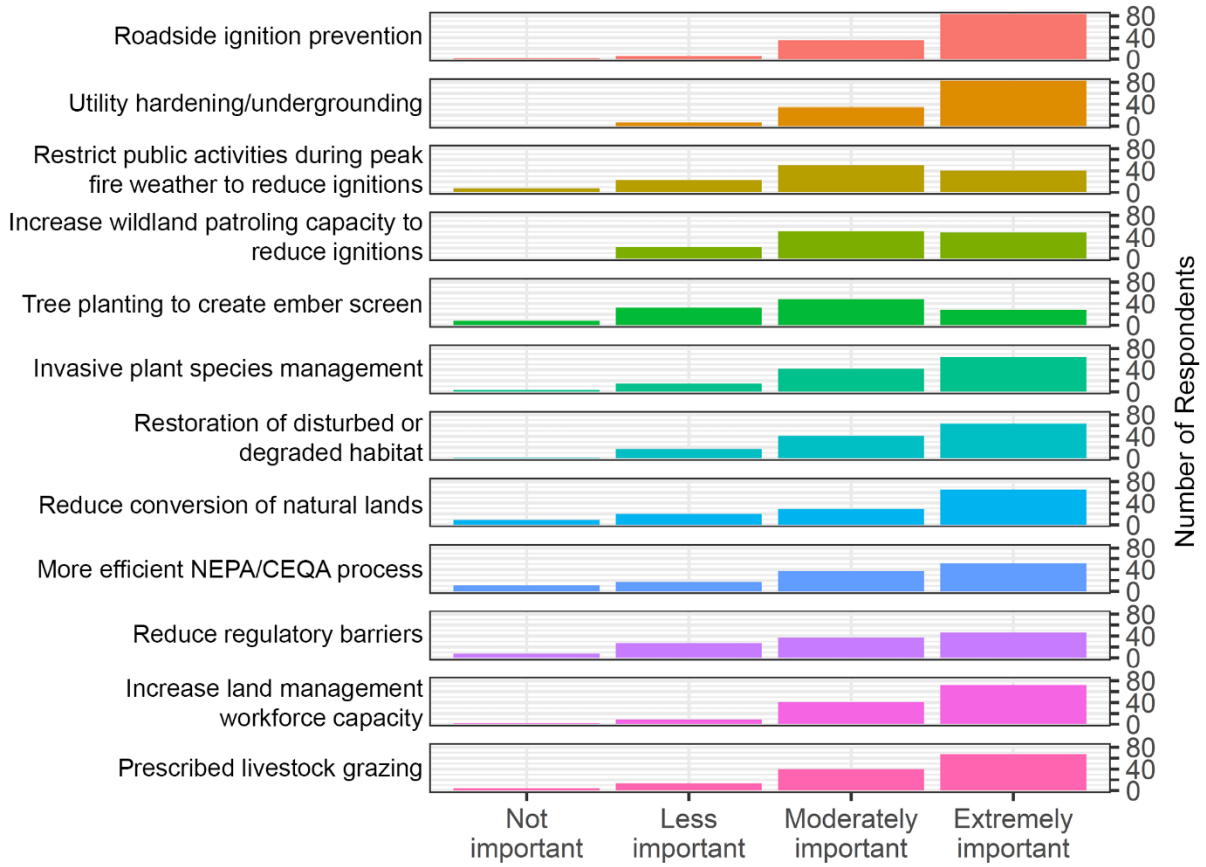 Roadside ignition prevention
80
40
0
Utility hardening/undergrounding
80
40
0
Restrict public activities during peak
fire weather to reduce ignitions
80
40
0
Increase wildland patroling capacity to
reduce ignitions
80
40
0
Tree planting to create ember screen
80
40
0
Invasive plant species management
80
40
0
Restoration of disturbed or
degraded habitat
80
40
0
Reduce conversion of natural lands
80
40
0
More efficient NEPA/CEQA process
80
40
0
Reduce regulatory barriers
80
40
0
Increase land management
workforce capacity
80
40
0
Prescribed livestock grazing
80
40
0
Number of Respondents
Not
important
Less
important
Moderately
important
Extremely
important